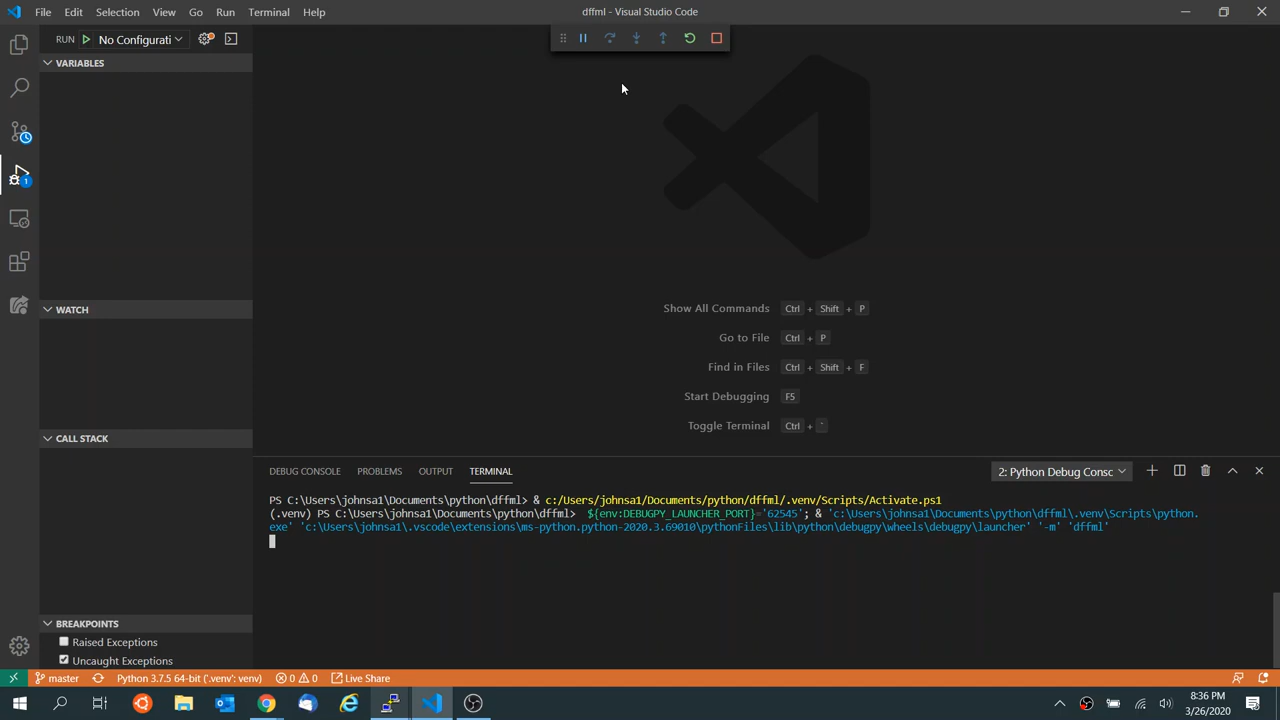 File Edit Selection View Go Run Terminal Help
dffml - Visual Studio Code
RUN No Configurati
VARIABLES
1
WATCH
CALL STACK
BREAKPOINTS
Raised Exceptions
Uncaught Exceptions
Show All Commands Ctrl + Shift + P
Go to File Ctrl + P
Find in Files Ctrl + Shift + F
Start Debugging F5
Toggle Terminal Ctrl + `
DEBUG CONSOLE PROBLEMS OUTPUT TERMINAL
2: Python Debug Consc
PS C:\Users\johnsa1\Documents\python\dffml> & c:/Users/johnsa1/Documents/python/dffml/.venv/Scripts/Activate.ps1
(.venv) PS C:\Users\johnsa1\Documents\python\dffml>  ${env:DEBUGPY_LAUNCHER_PORT}='62545'; & 'c:\Users\johnsa1\Documents\python\dffml\.venv\Scripts\python.
exe' 'c:\Users\johnsa1\.vscode\extensions\ms-python.python-2020.3.69010\pythonFiles\lib\python\debugpy\wheels\debugpy\launcher' '-m' 'dffml'
master Python 3.7.5 64-bit ('.venv': venv) 0 0 Live Share
8:36 PM
3/26/2020